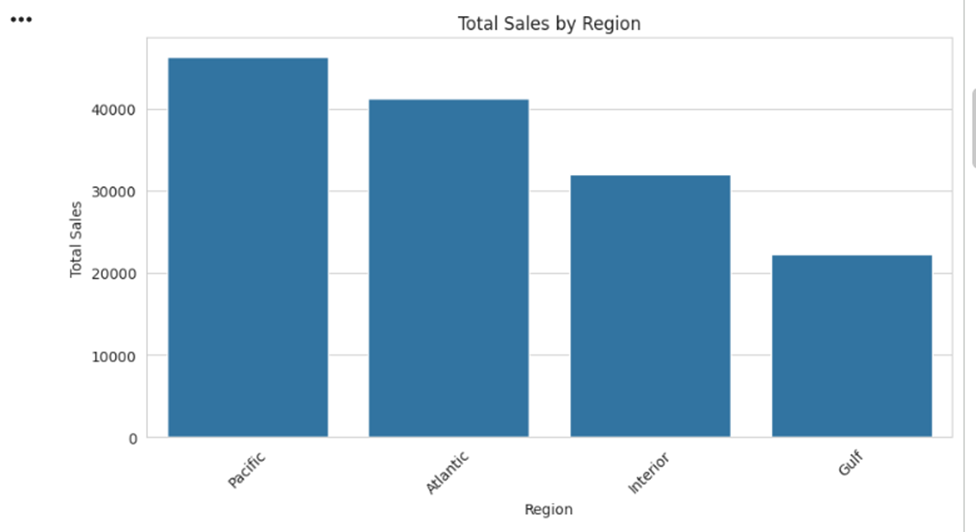 Total Sales by Region
Total Sales
40000
30000
20000
10000
0
Pacific
Atlantic
Interior
Gulf
Region